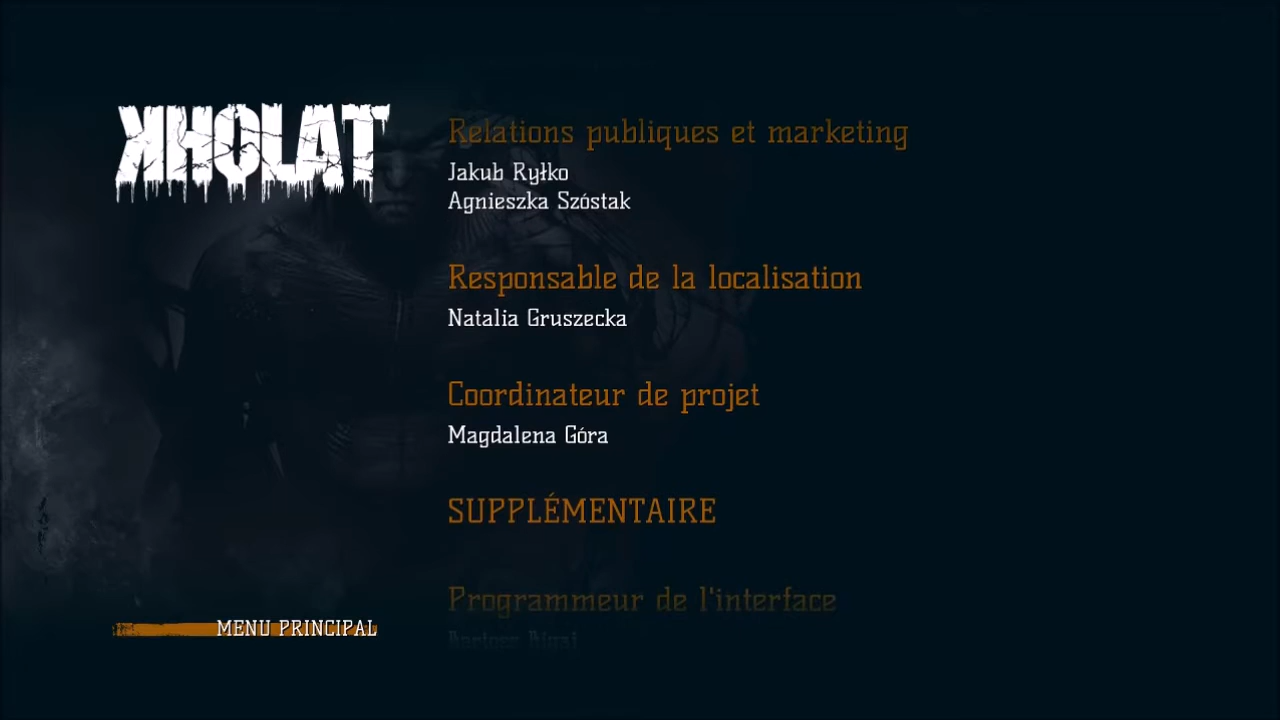 KHOLAT
Relations publiques et marketing
Jakub Ryłko
Agnieszka Szóstak
Responsable de la localisation
Natalia Gruszecka
Coordinateur de projet
Magdalena Góra
SUPPLÉMENTAIRE
Programmeur de l'interface
Bartosz
MENU PRINCIPAL